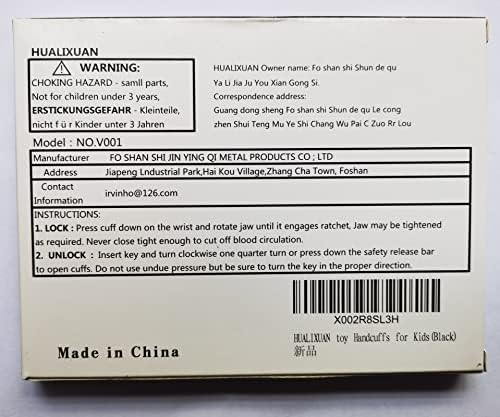 HUALIXUAN
WARNING:
CHOKING HAZARD - samll parts,
Not for children under 3 years,
ERSTICKUNGSGEFAHR - Kleinteile,
nicht f ü r Kinder unter 3 Jahren
HUALIXUAN Owner name: Fo shan shi Shun de qu
Ya Li Jia Ju You Xian Gong Si.
Correspondence address:
Guang dong sheng Fo shan shi Shun de Le cong
zhen Shui Teng Mu Ye Shi Chang Wu Pai C Zuo Rr Lou
Model : NO.V001
Manufacturer FO SHAN SHI JIN YING QI METAL PRODUCTS CO ; LTD
Address Jiapeng Lndustrial Park,Hai Kou Village,Zhang Cha Town, Foshan
Contact Information irvinho@126.com
INSTRUCTIONS:
1. LOCK : Press cuff down on the wrist and rotate jaw until it engages ratchet, Jaw may be tightened
as required. Never close tight enough to cut off blood circulation.
2. UNLOCK : Insert key and turn clockwise one quarter turn or press down the safety release bar
to open cuffs. Do not use undue pressure but be sure to turn the key in the proper direction.
X002R8SL3H
HUALIXUAN toy Handcuffs for Kids(Black)
新品
Made in China